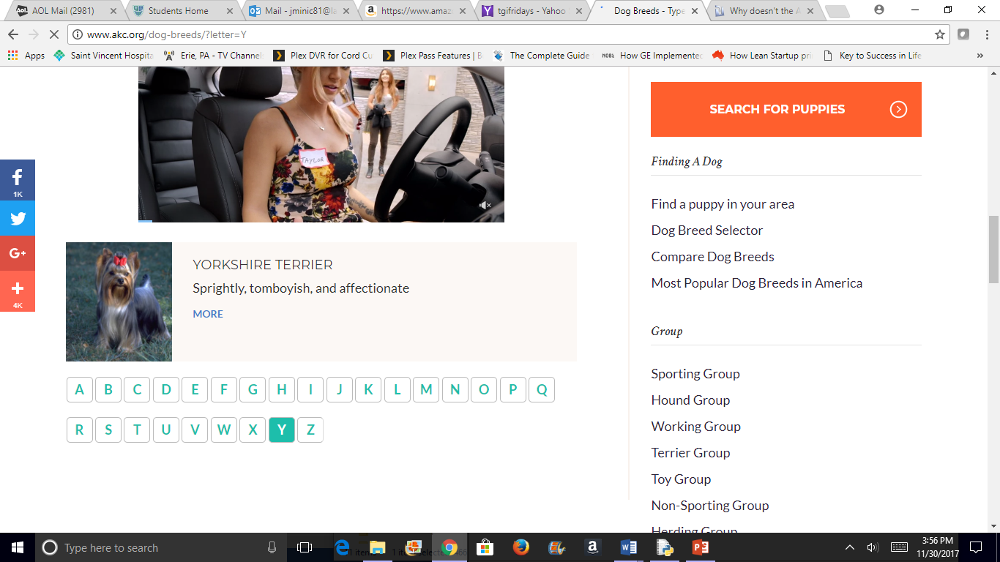 AOL Mail (2981)
Students Home
Mail - jminic81@la
https://www.amaz
tgifridays - Yahoo
Dog Breeds - Type
Why doesn't the A
www.akc.org/dog-breeds/?letter=Y
Apps
Saint Vincent Hospita
Erie, PA - TV Channel
Plex DVR for Cord Cu
Plex Pass Features | B
The Complete Guide
How GE Implemented
How Lean Startup pri
Key to Success in Life
TAYLOR
1K
4K
YORKSHIRE TERRIER
Sprightly, tomboyish, and affectionate
MORE
A B C D E F G H I J K L M N O P Q
R S T U V W X Y Z
SEARCH FOR PUPPIES
Finding A Dog
Find a puppy in your area
Dog Breed Selector
Compare Dog Breeds
Most Popular Dog Breeds in America
Group
Sporting Group
Hound Group
Working Group
Terrier Group
Toy Group
Non-Sporting Group
Herding Group
Type here to search
3:56 PM
11/30/2017